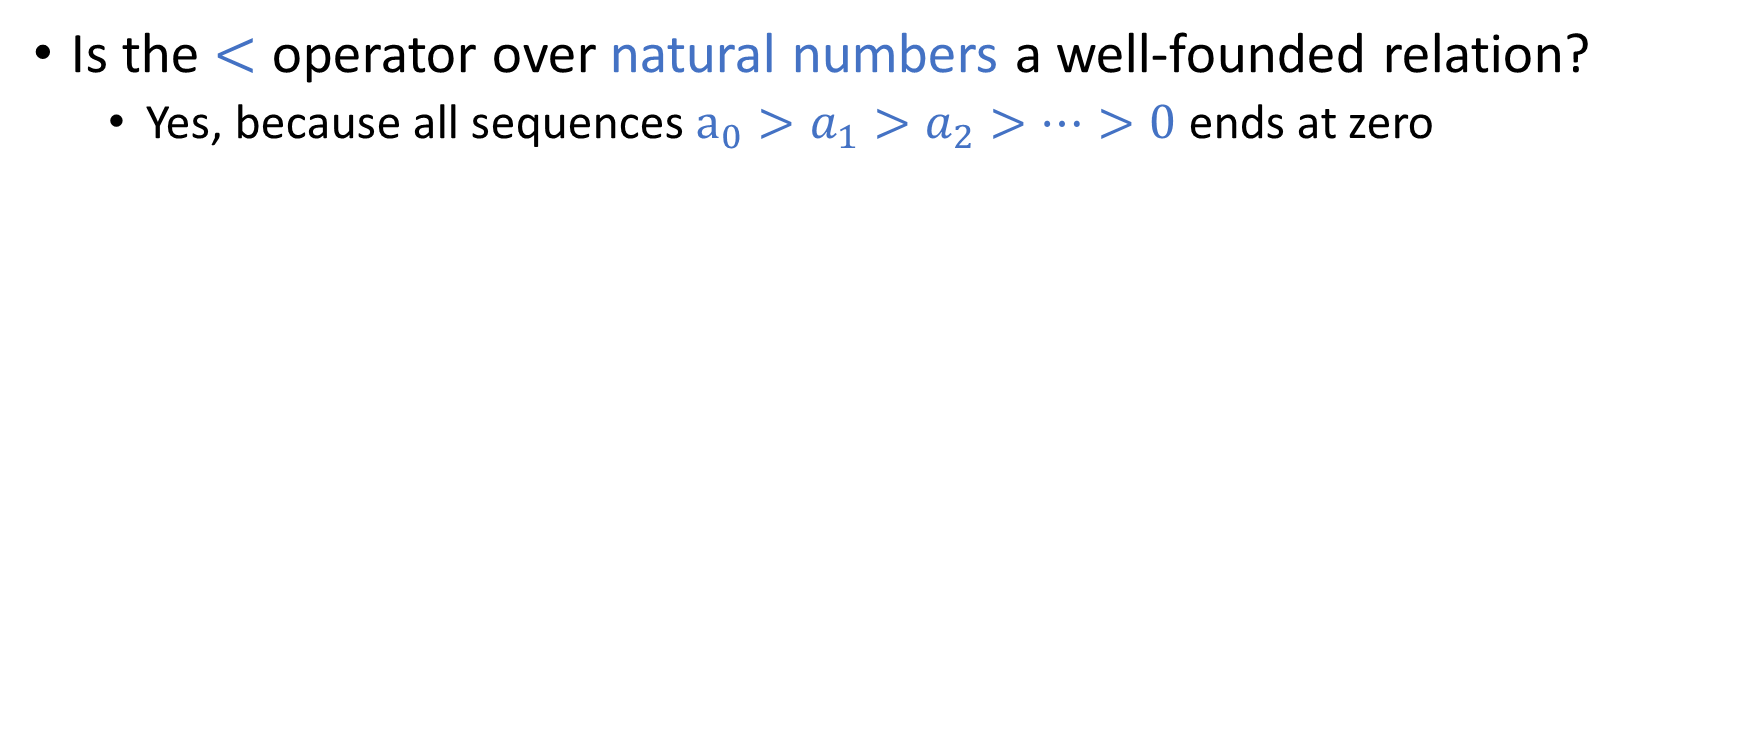 • Is the < operator over natural numbers a well-founded relation?
• Yes, because all sequences a₀ > a₁ > a₂ > ⋯ > 0 ends at zero